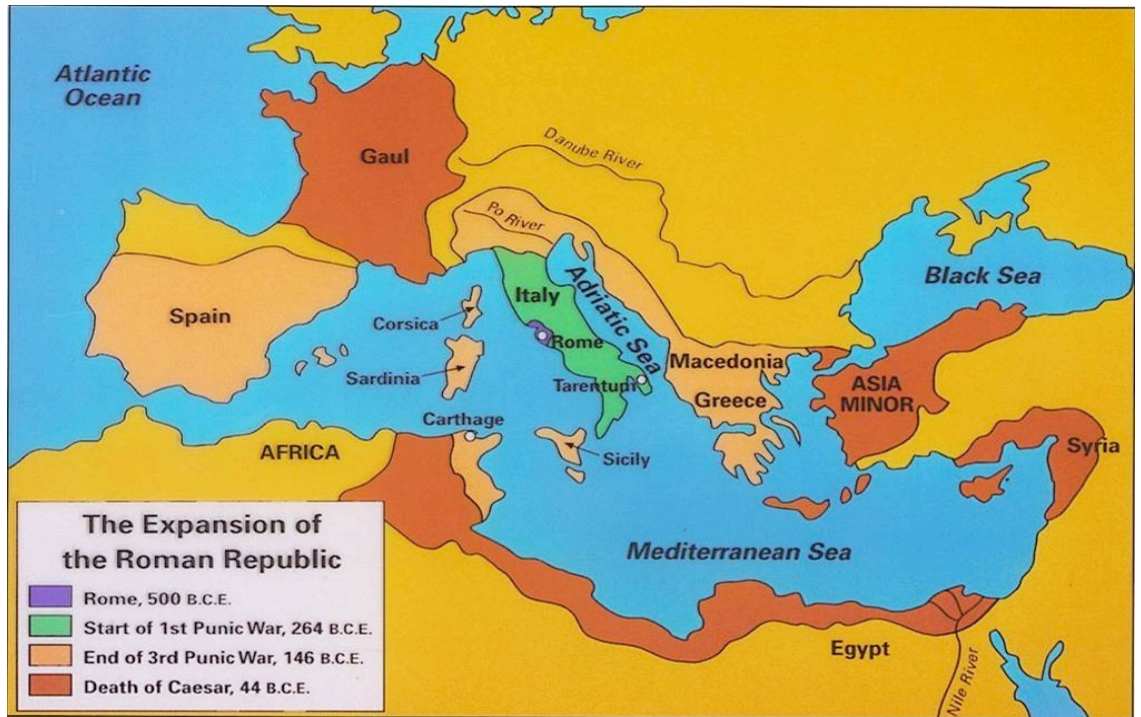 Atlantic
Ocean
Gaul
Danube River
Po River
Black Sea
Italy
Adriatic Sea
Spain
Corsica
Rome
Macedonia
Sardinia
Tarentum
ASIA
MINOR
Greece
Carthage
AFRICA
Sicily
Syria
Mediterranean Sea
Egypt
Nile River
The Expansion of
the Roman Republic
Rome, 500 B.C.E.
Start of 1st Punic War, 264 B.C.E.
End of 3rd Punic War, 146 B.C.E.
Death of Caesar, 44 B.C.E.